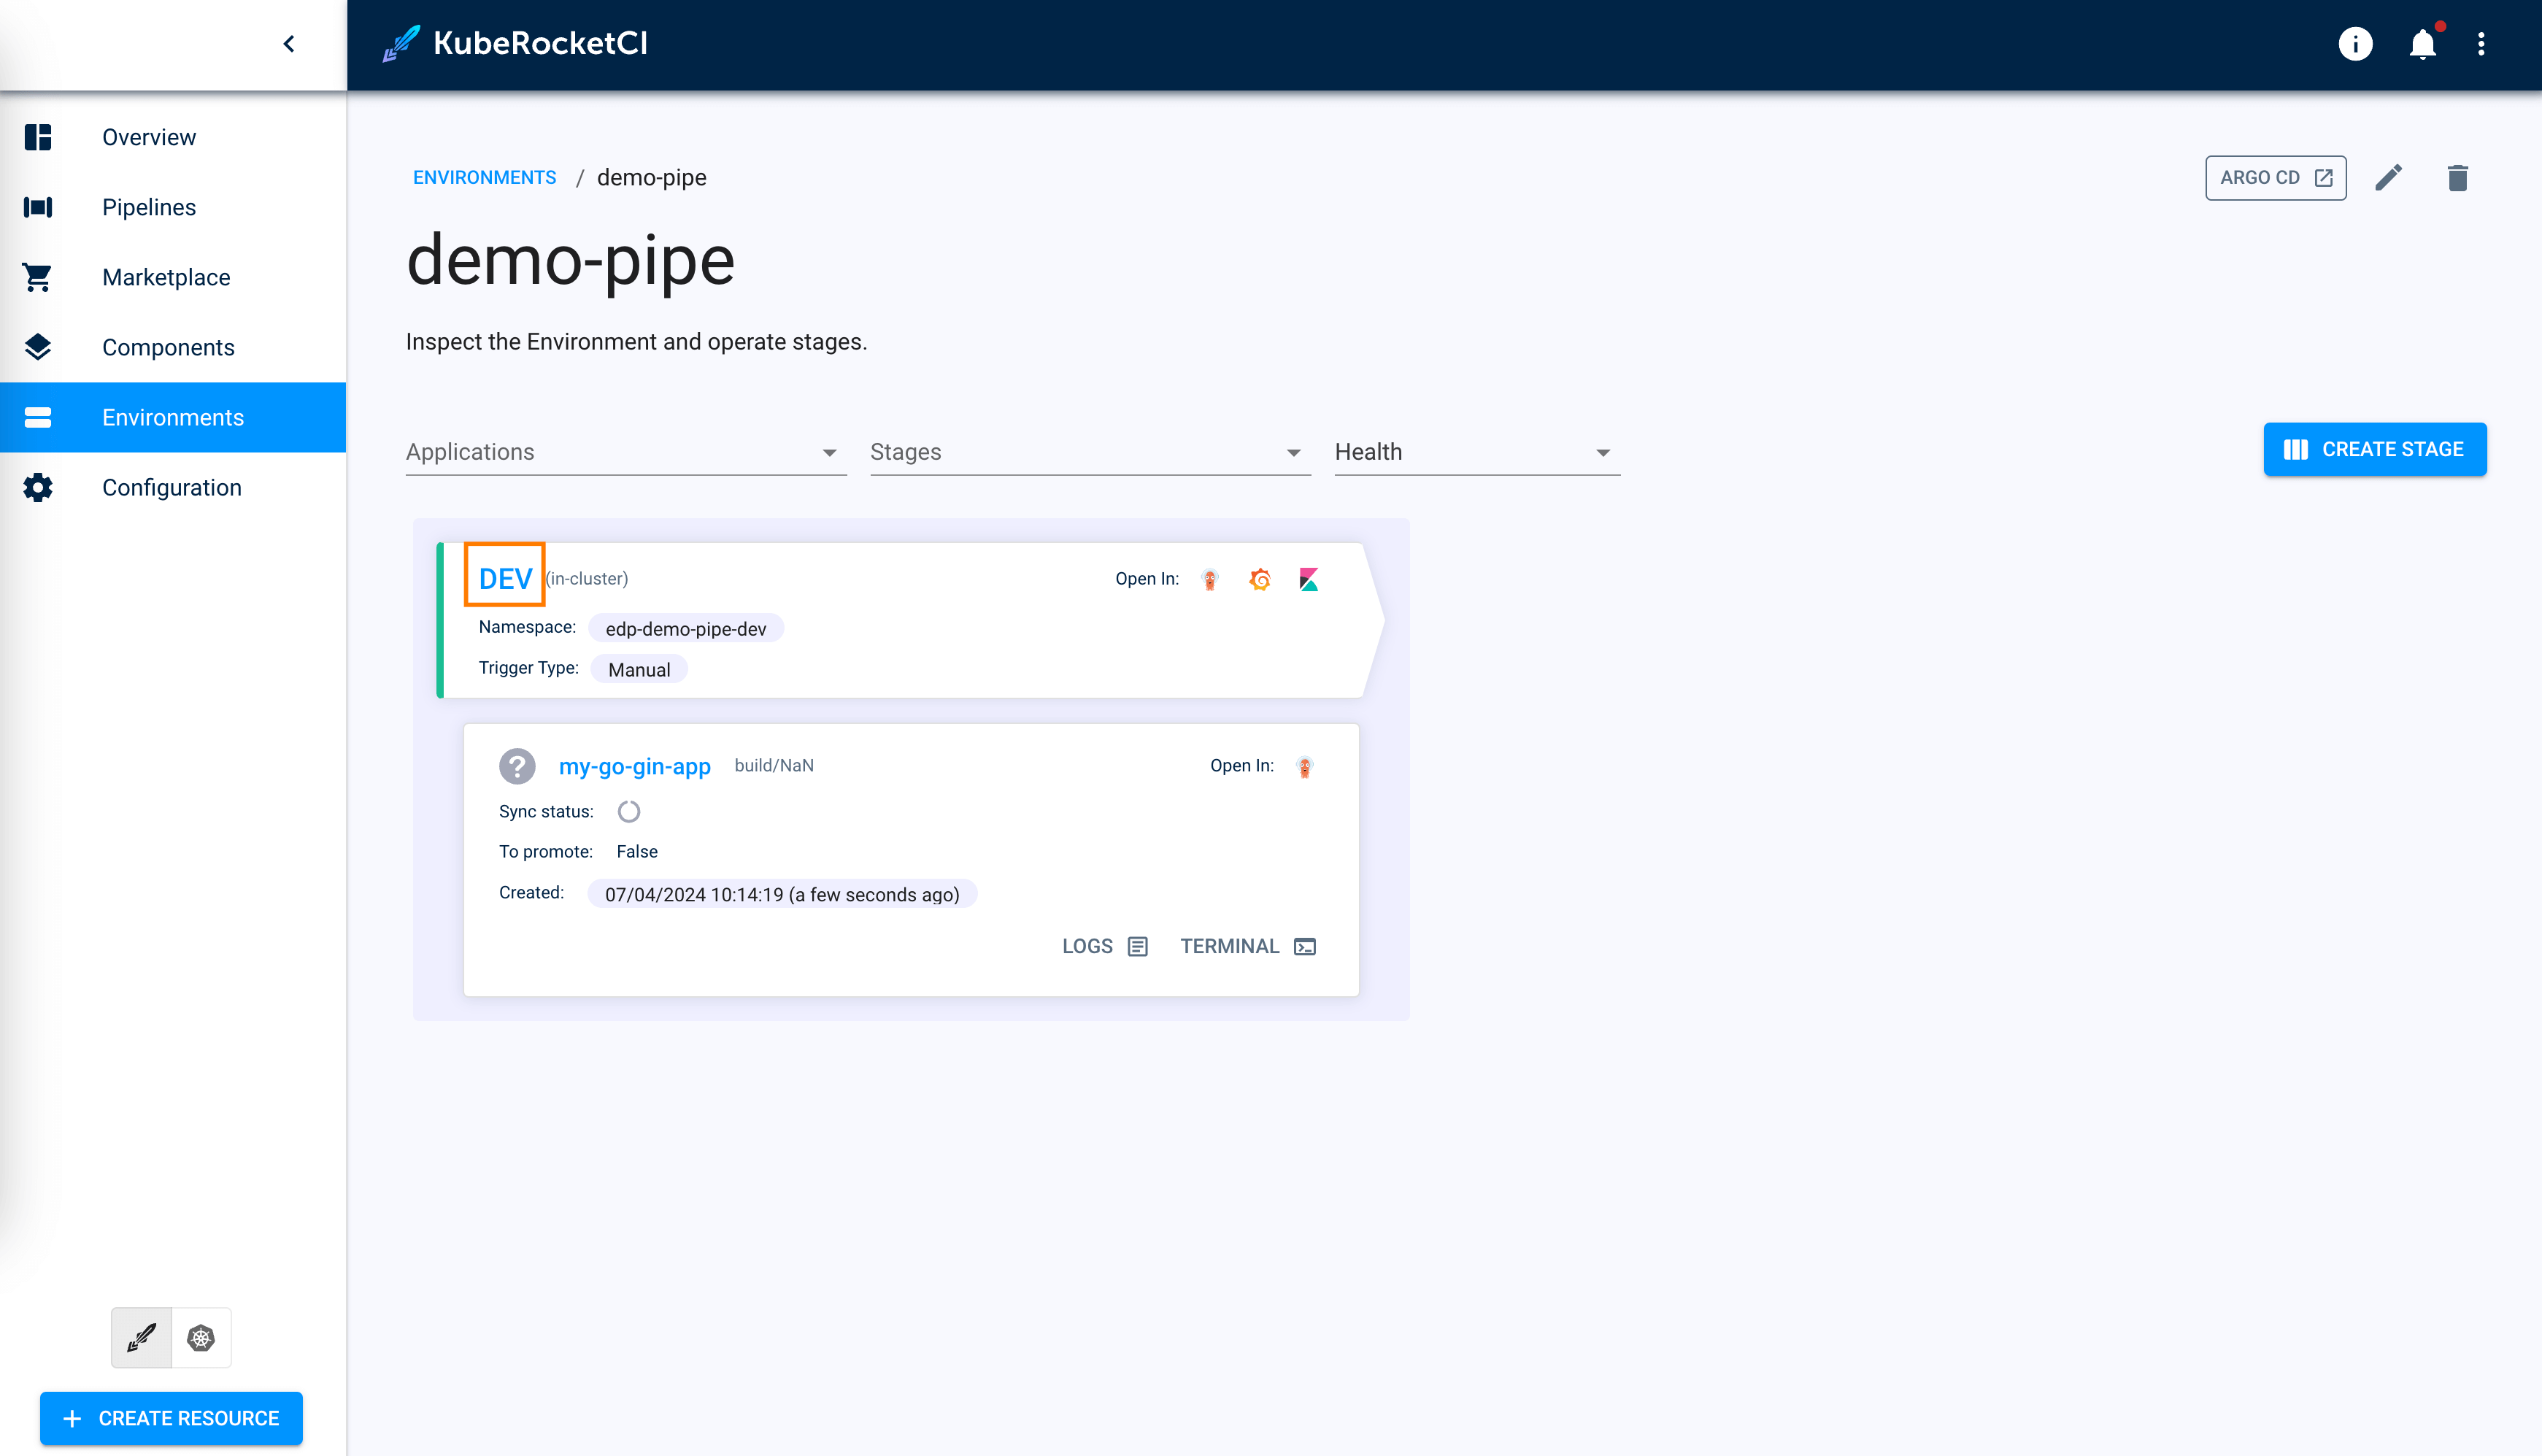 KubeRocketCI
Overview
Pipelines
Marketplace
Components
Environments
Configuration
ENVIRONMENTS / demo-pipe
ARGO CD
demo-pipe
Inspect the Environment and operate stages.
Applications
Stages
Health
CREATE STAGE
DEV (in-cluster)
Open In:
Namespace: edp-demo-pipe-dev
Trigger Type: Manual
my-go-gin-app build/NaN
Open In:
Sync status:
To promote: False
Created: 07/04/2024 10:14:19 (a few seconds ago)
LOGS
TERMINAL
CREATE RESOURCE